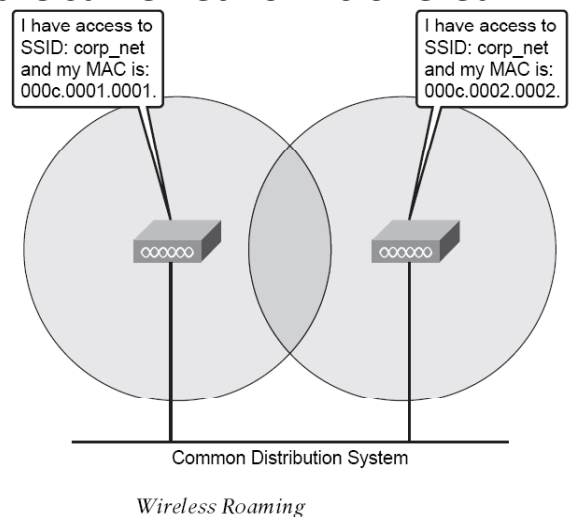 I have access to
SSID: corp_net
and my MAC is:
000c.0001.0001.
I have access to
SSID: corp_net
and my MAC is:
000c.0002.0002.
Common Distribution System
Wireless Roaming